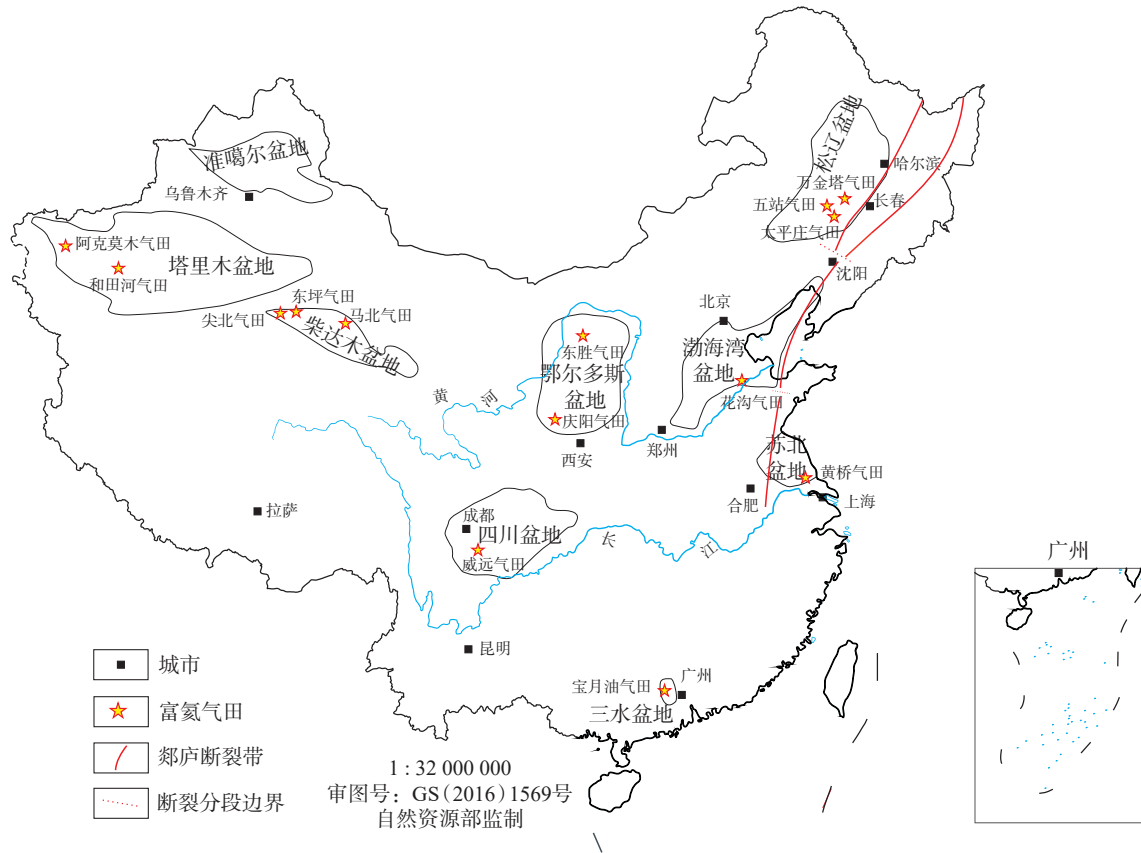 准噶尔盆地
乌鲁木齐
阿克莫木气田
塔里木盆地
和田河气田
东坪气田
尖北气田
马北气田
柴达木盆地
松辽盆地
哈尔滨
万金塔气田
五站气田
长春
太平庄气田
沈阳
北京
渤海湾
盆地
花沟气田
东胜气田
鄂尔多斯
盆地
庆阳气田
西安
黄
河
郑州
苏北
盆地
黄桥气田
合肥
上海
拉萨
成都
四川盆地
威远气田
长
江
昆明
宝月油气田
广州
三水盆地
广州
城市
富氦气田
郯庐断裂带
断裂分段边界
1 : 32 000 000
审图号：GS(2016)1569号
自然资源部监制